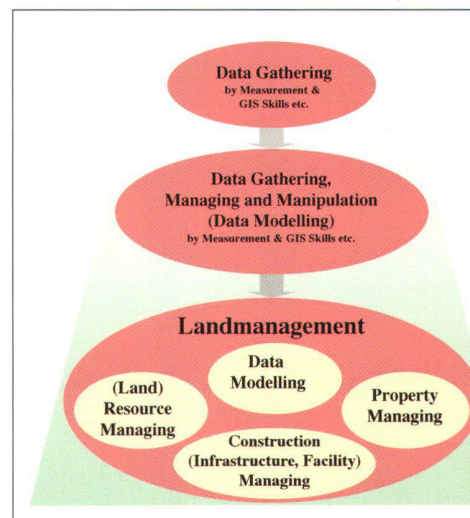 Data Gathering
by Measurement &
GIS Skills etc.
Data Gathering,
Managing and Manipulation
(Data Modelling)
by Measurement & GIS Skills etc.
Landmanagement
Data
Modelling
(Land)
Resource
Managing
Property
Managing
Construction
(Infrastructure, Facility)
Managing